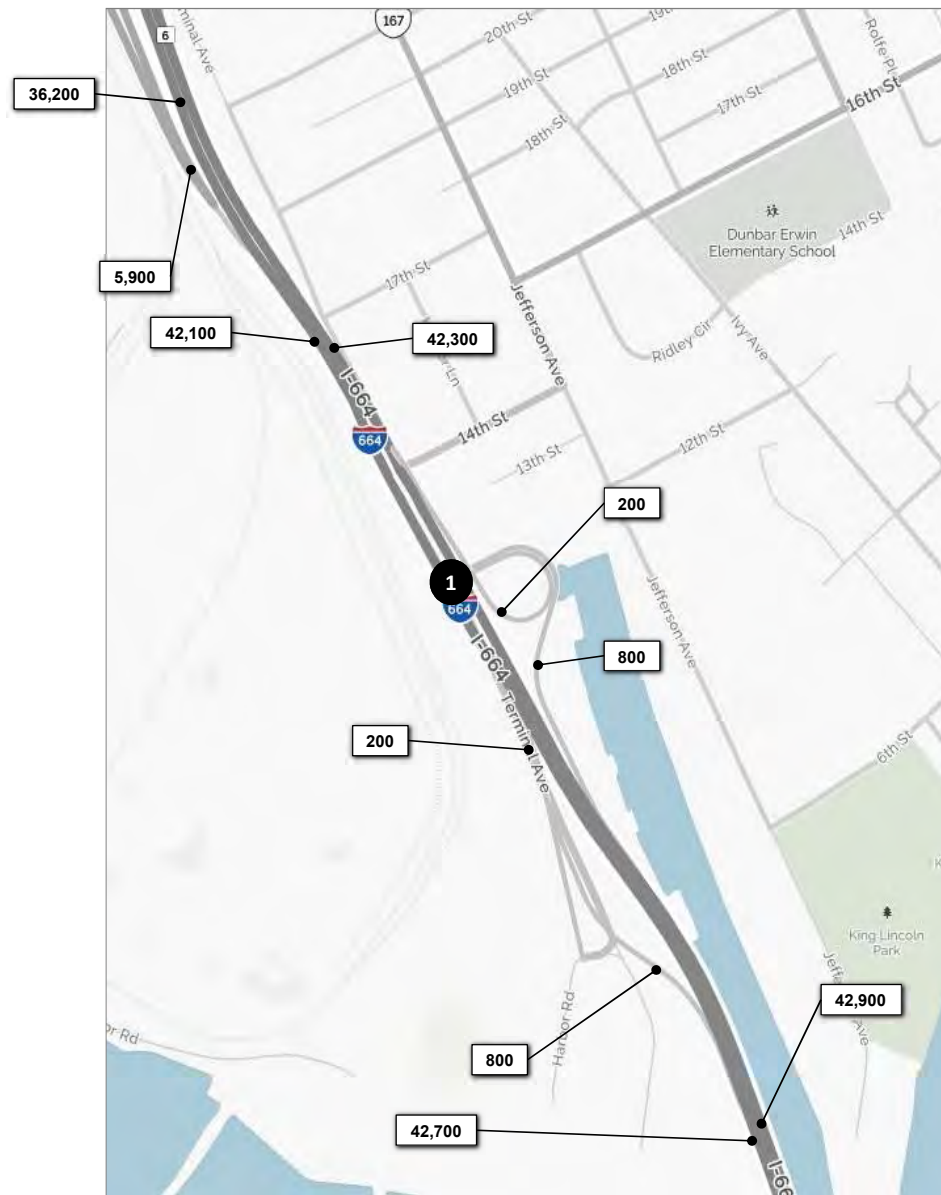 167
6
minal Ave
20th St
19th
Rolfe Pl
18th St
19th St
17th St
16th St
36,200
18th St
Dunbar Erwin
Elementary School
14th St
5,900
17th St
Jefferson Ave
Ivy Ave
Ridley Cir
42,100
42,300
Ln
I-664
664
14th St
12th St
13th St
200
1
664
Jefferson Ave
I-664
800
Terminal Ave
200
6th St
King-Lincoln
Park
42,900
Harbor Rd
or Rd
800
42,700